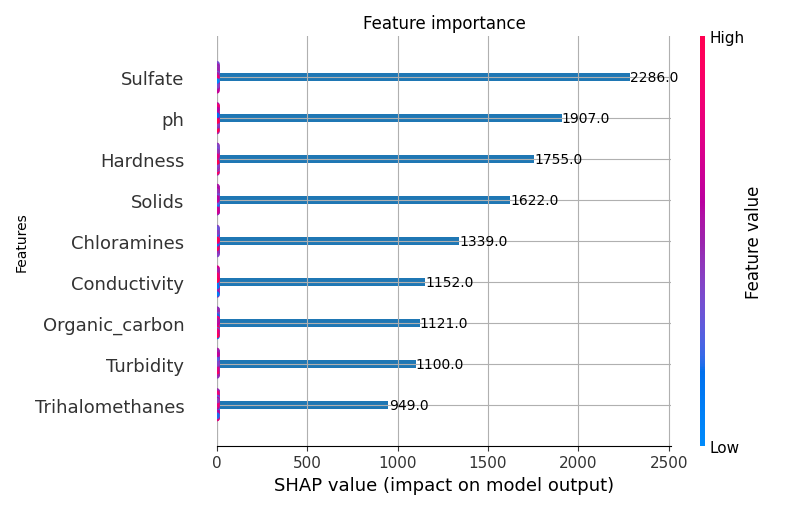 Feature importance
High
Sulfate 2286.0
ph 1907.0
Hardness 1755.0
Solids 1622.0
Chloramines 1339.0
Conductivity 1152.0
Organic_carbon 1121.0
Turbidity 1100.0
Trihalomethanes 949.0
Features
Feature value
Low
0 500 1000 1500 2000 2500
SHAP value (impact on model output)